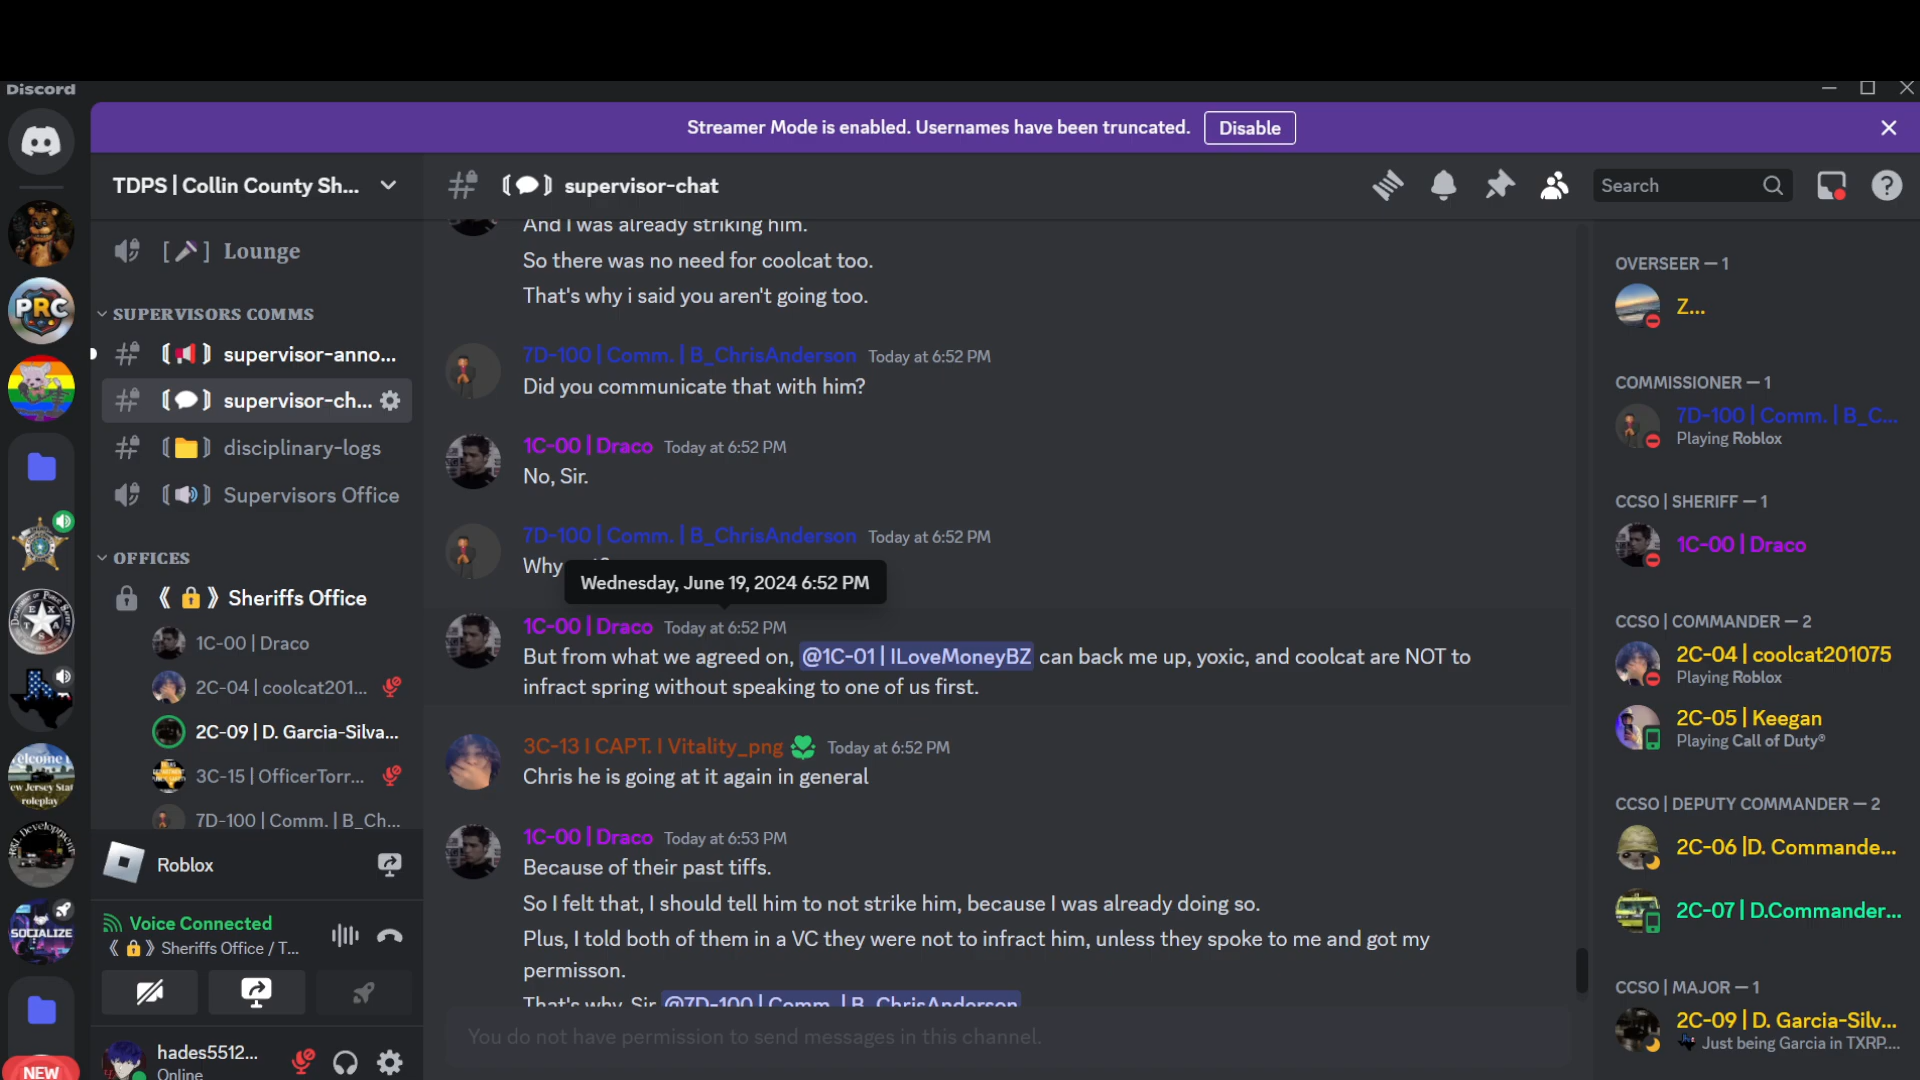 Discord
Streamer Mode is enabled. Usernames have been truncated. Disable
TDPS | Collin County Sh...
supervisor-chat
Search
Lounge
SUPERVISORS COMMS
supervisor-anno...
supervisor-ch...
disciplinary-logs
Supervisors Office
OFFICES
Sheriffs Office
1C-00 | Draco
2C-04 | coolcat201...
2C-09 | D. Garcia-Silva...
3C-15 | OfficerTorr...
7D-100 | Comm. | B_Ch...
Roblox
Voice Connected
Sheriffs Office / T...
hades5512...
Online
NEW
PRC
SOCIALIZE
And I was already striking him.
So there was no need for coolcat too.
That's why i said you aren't going too.
7D-100 | Comm. | B_ChrisAnderson Today at 6:52 PM
Did you communicate that with him?
1C-00 | Draco Today at 6:52 PM
No, Sir.
7D-100 | Comm. | B_ChrisAnderson Today at 6:52 PM
Why
Wednesday, June 19, 2024 6:52 PM
1C-00 | Draco Today at 6:52 PM
But from what we agreed on, @1C-01 | ILoveMoneyBZ can back me up, yoxic, and coolcat are NOT to
infract spring without speaking to one of us first.
3C-13 | CAPT. | Vitality_png Today at 6:52 PM
Chris he is going at it again in general
1C-00 | Draco Today at 6:53 PM
Because of their past tiffs.
So I felt that, I should tell him to not strike him, because I was already doing so.
Plus, I told both of them in a VC they were not to infract him, unless they spoke to me and got my
permisson.
That's why, Sir @7D-100 | Comm. | B_ChrisAnderson
You do not have permission to send messages in this channel.
OVERSEER — 1
Z...
COMMISSIONER — 1
7D-100 | Comm. | B_C...
Playing Roblox
CCSO | SHERIFF — 1
1C-00 | Draco
CCSO | COMMANDER — 2
2C-04 | coolcat201075
Playing Roblox
2C-05 | Keegan
Playing Call of Duty®
CCSO | DEPUTY COMMANDER — 2
2C-06 |D. Commande...
2C-07 | D.Commander...
CCSO | MAJOR — 1
2C-09 | D. Garcia-Silv...
Just being Garcia in TXRP....